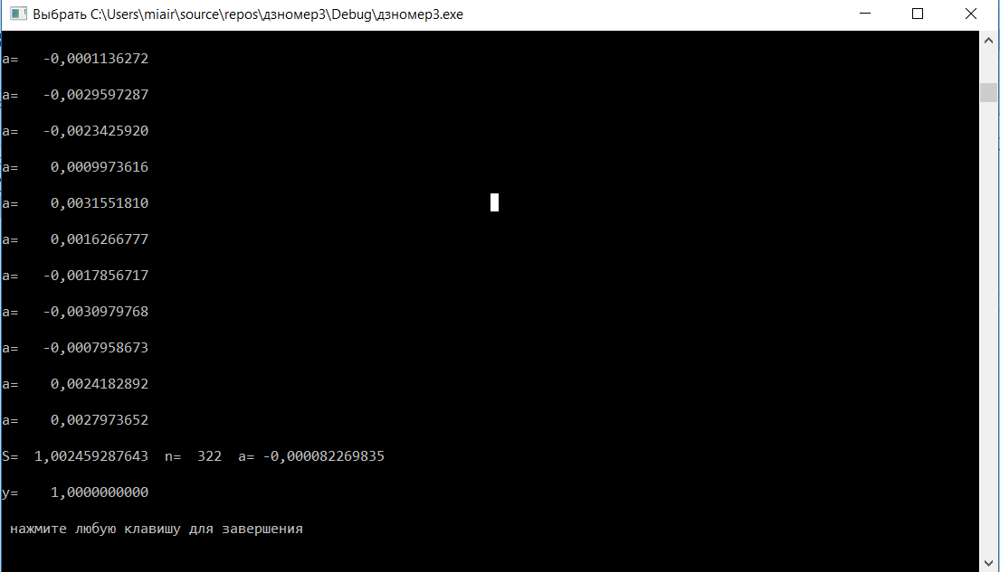 Выбрать C:\Users\miair\source\repos\дзномер3\Debug\дзномер3.exe
a=   -0,0001136272
a=   -0,0029597287
a=   -0,0023425920
a=    0,0009973616
a=    0,0031551810
a=    0,0016266777
a=   -0,0017856717
a=   -0,0030979768
a=   -0,0007958673
a=    0,0024182892
a=    0,0027973652
S=  1,002459287643  n=  322  a= -0,000082269835
y=    1,0000000000
нажмите любую клавишу для завершения